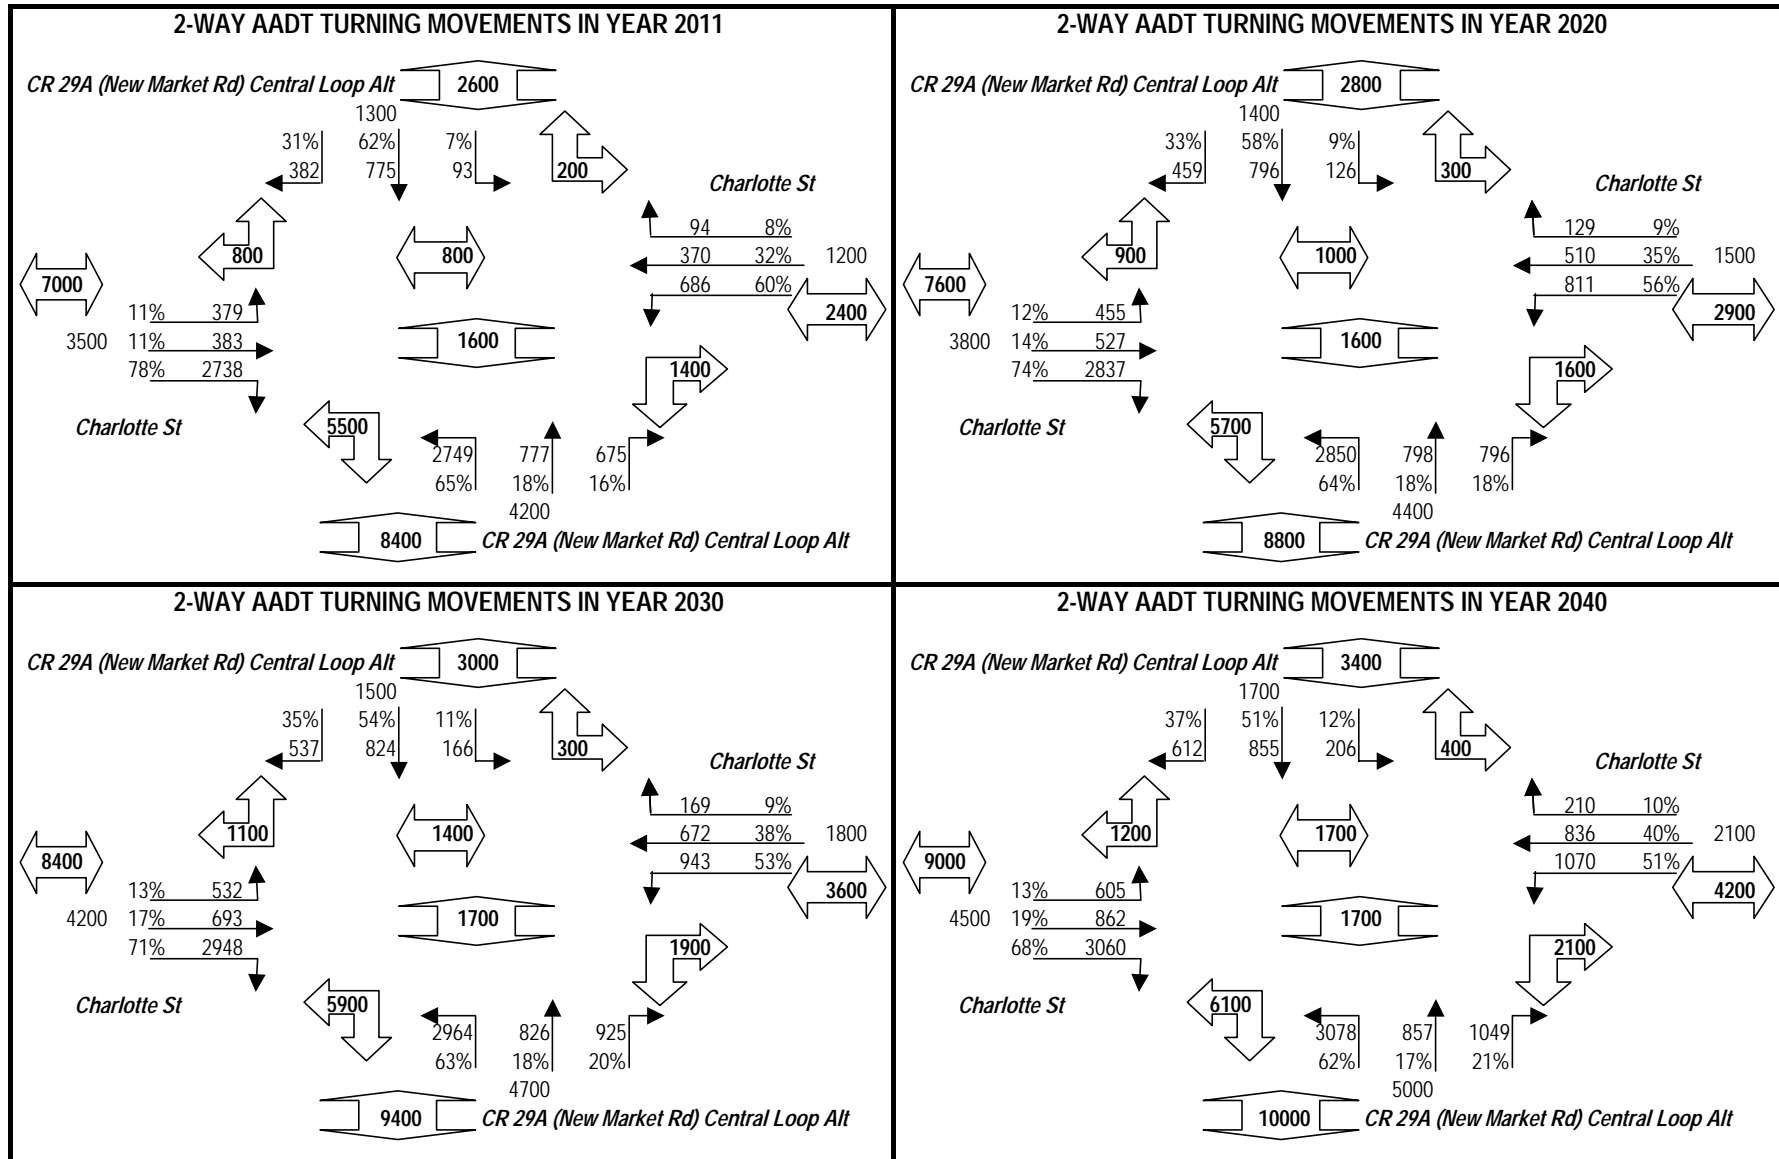 2-WAY AADT TURNING MOVEMENTS IN YEAR 2011
CR 29A (New Market Rd) Central Loop Alt 2600
1300
31% 62% 7%
382 775 93 200
Charlotte St
94 8%
800 800 370 32% 1200
686 60%
7000
2400
11% 379
3500 11% 383 1600
78% 2738 1400
Charlotte St 5500
2749 777 675
65% 18% 16%
4200
8400 CR 29A (New Market Rd) Central Loop Alt
2-WAY AADT TURNING MOVEMENTS IN YEAR 2020
CR 29A (New Market Rd) Central Loop Alt 2800
1400
33% 58% 9%
459 796 126 300
Charlotte St
129 9%
900 1000 510 35% 1500
811 56%
7600
2900
12% 455
3800 14% 527 1600
74% 2837 1600
Charlotte St 5700
2850 798 796
64% 18% 18%
4400
8800 CR 29A (New Market Rd) Central Loop Alt
2-WAY AADT TURNING MOVEMENTS IN YEAR 2030
CR 29A (New Market Rd) Central Loop Alt 3000
1500
35% 54% 11%
537 824 166 300
Charlotte St
169 9%
1100 1400 672 38% 1800
943 53%
8400
3600
13% 532
4200 17% 693 1700
71% 2948 1900
Charlotte St 5900
2964 826 925
63% 18% 20%
4700
9400 CR 29A (New Market Rd) Central Loop Alt
2-WAY AADT TURNING MOVEMENTS IN YEAR 2040
CR 29A (New Market Rd) Central Loop Alt 3400
1700
37% 51% 12%
612 855 206 400
Charlotte St
210 10%
1200 1700 836 40% 2100
1070 51%
9000
4200
13% 605
4500 19% 862 1700
68% 3060 2100
Charlotte St 6100
3078 857 1049
62% 17% 21%
5000
10000 CR 29A (New Market Rd) Central Loop Alt